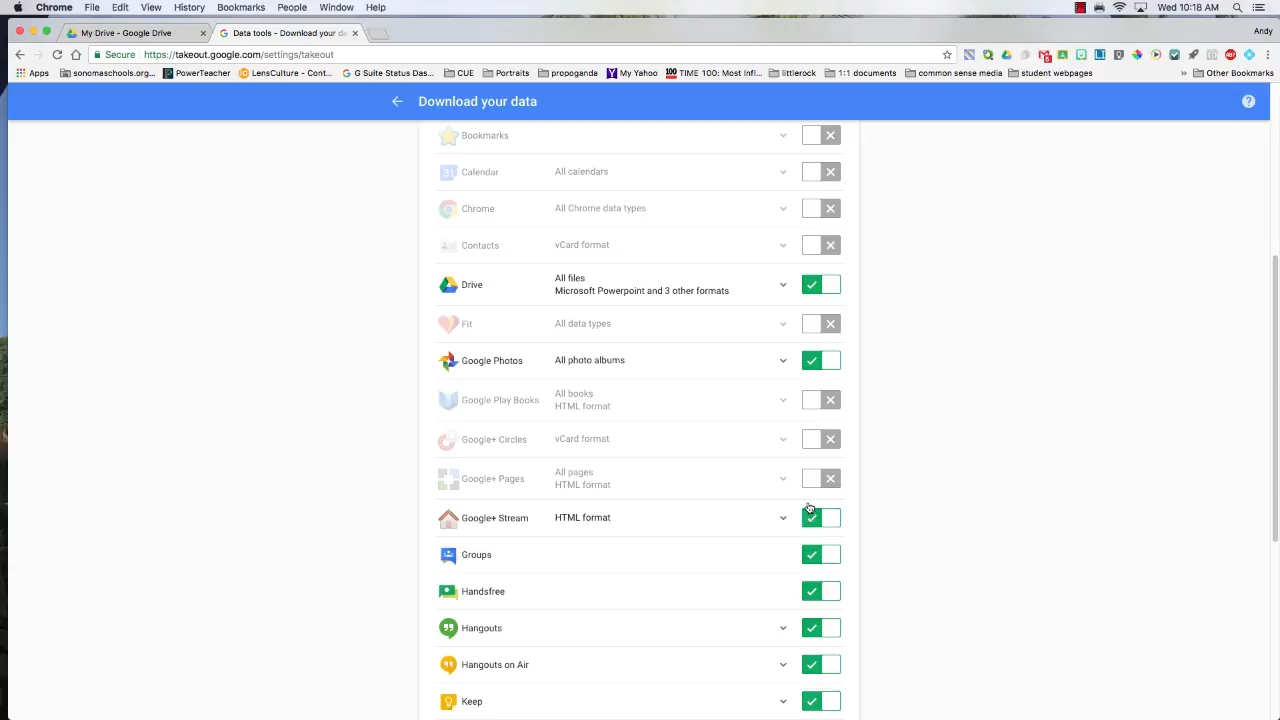 Chrome File Edit View History Bookmarks People Window Help Wed 10:18 AM
My Drive - Google Drive Data tools - Download your da Andy
Secure https://takeout.google.com/settings/takeout
Apps sonomaschools.org... PowerTeacher LensCulture - Cont... G Suite Status Das... CUE Portraits propoganda My Yahoo TIME 100: Most Infl... littlerock 1:1 documents common sense media student webpages » Other Bookmarks
Download your data
Bookmarks
Calendar All calendars
Chrome All Chrome data types
Contacts vCard format
Drive All files
Microsoft Powerpoint and 3 other formats
Fit All data types
Google Photos All photo albums
Google Play Books All books
HTML format
Google+ Circles vCard format
Google+ Pages All pages
HTML format
Google+ Stream HTML format
Groups
Handsfree
Hangouts
Hangouts on Air
Keep